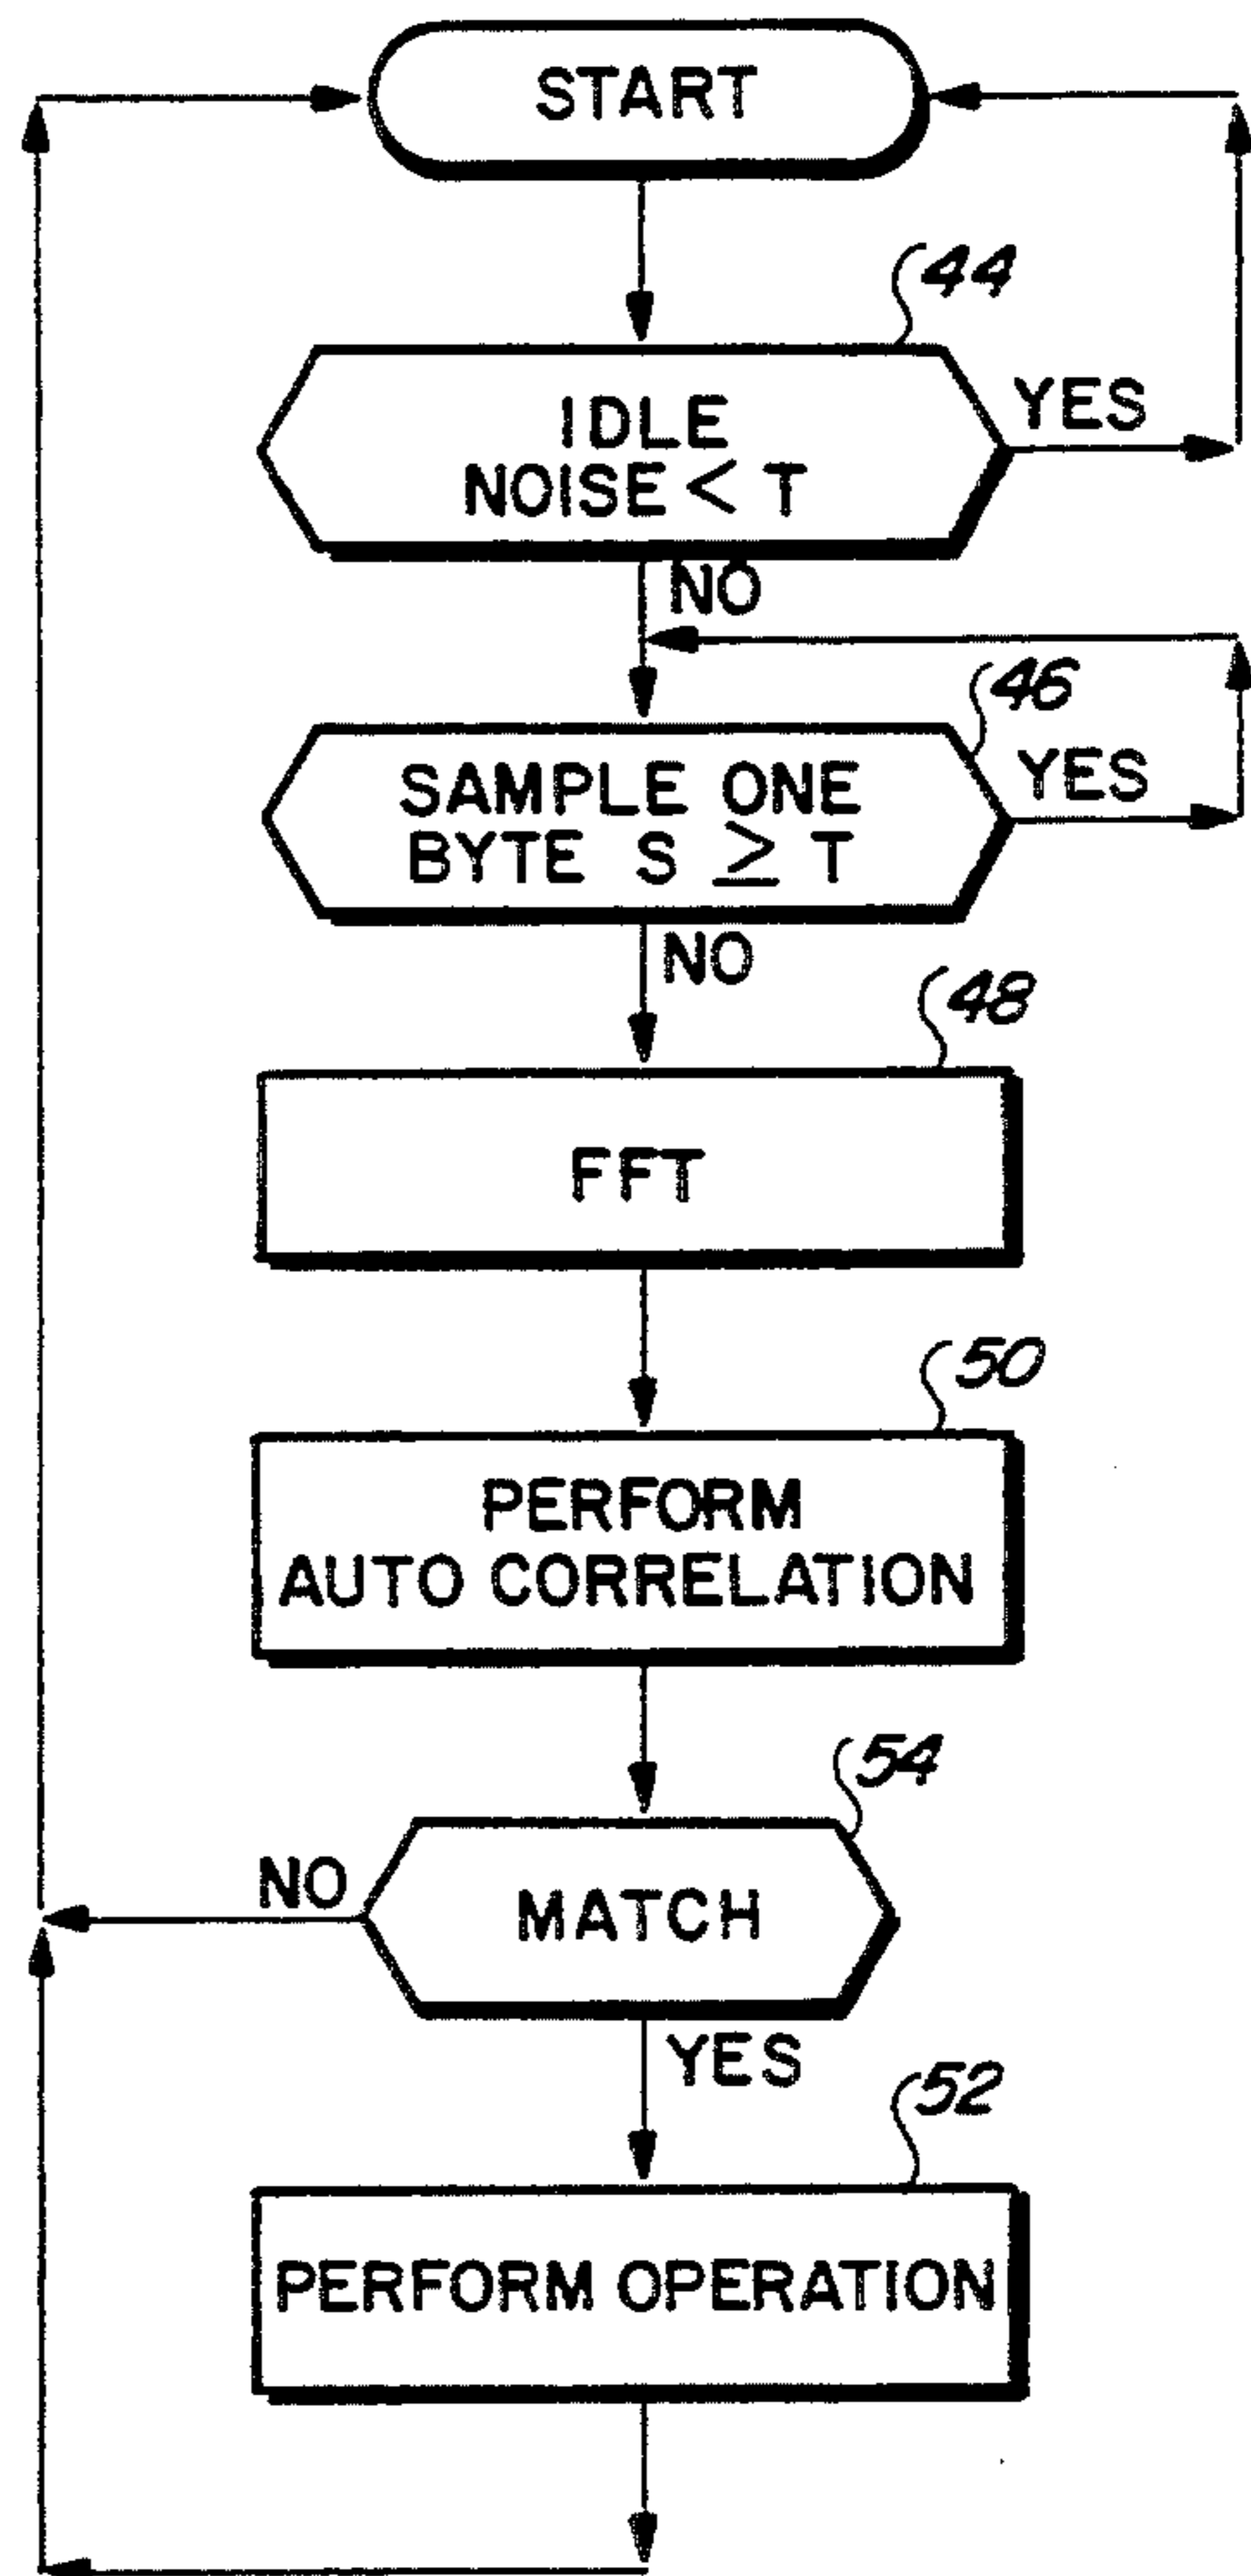 START
44
IDLE
NOISE < T
YES
NO
46
SAMPLE ONE
BYTE S ≥ T
YES
NO
48
FFT
50
PERFORM
AUTO CORRELATION
54
NO
MATCH
YES
52
PERFORM OPERATION